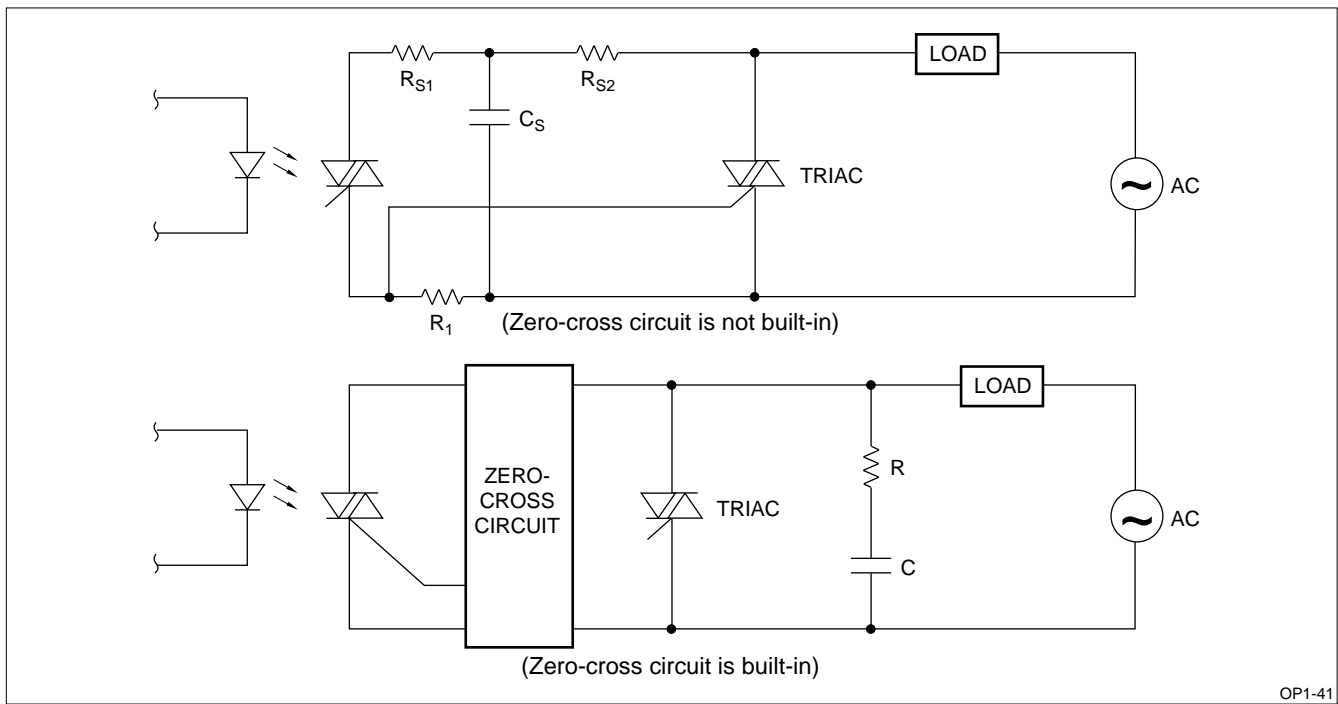 LOAD
R_S1
R_S2
C_S
TRIAC
~
AC
R_1
(Zero-cross circuit is not built-in)
LOAD
ZERO-
CROSS
CIRCUIT
R
TRIAC
~
AC
C
(Zero-cross circuit is built-in)
OP1-41